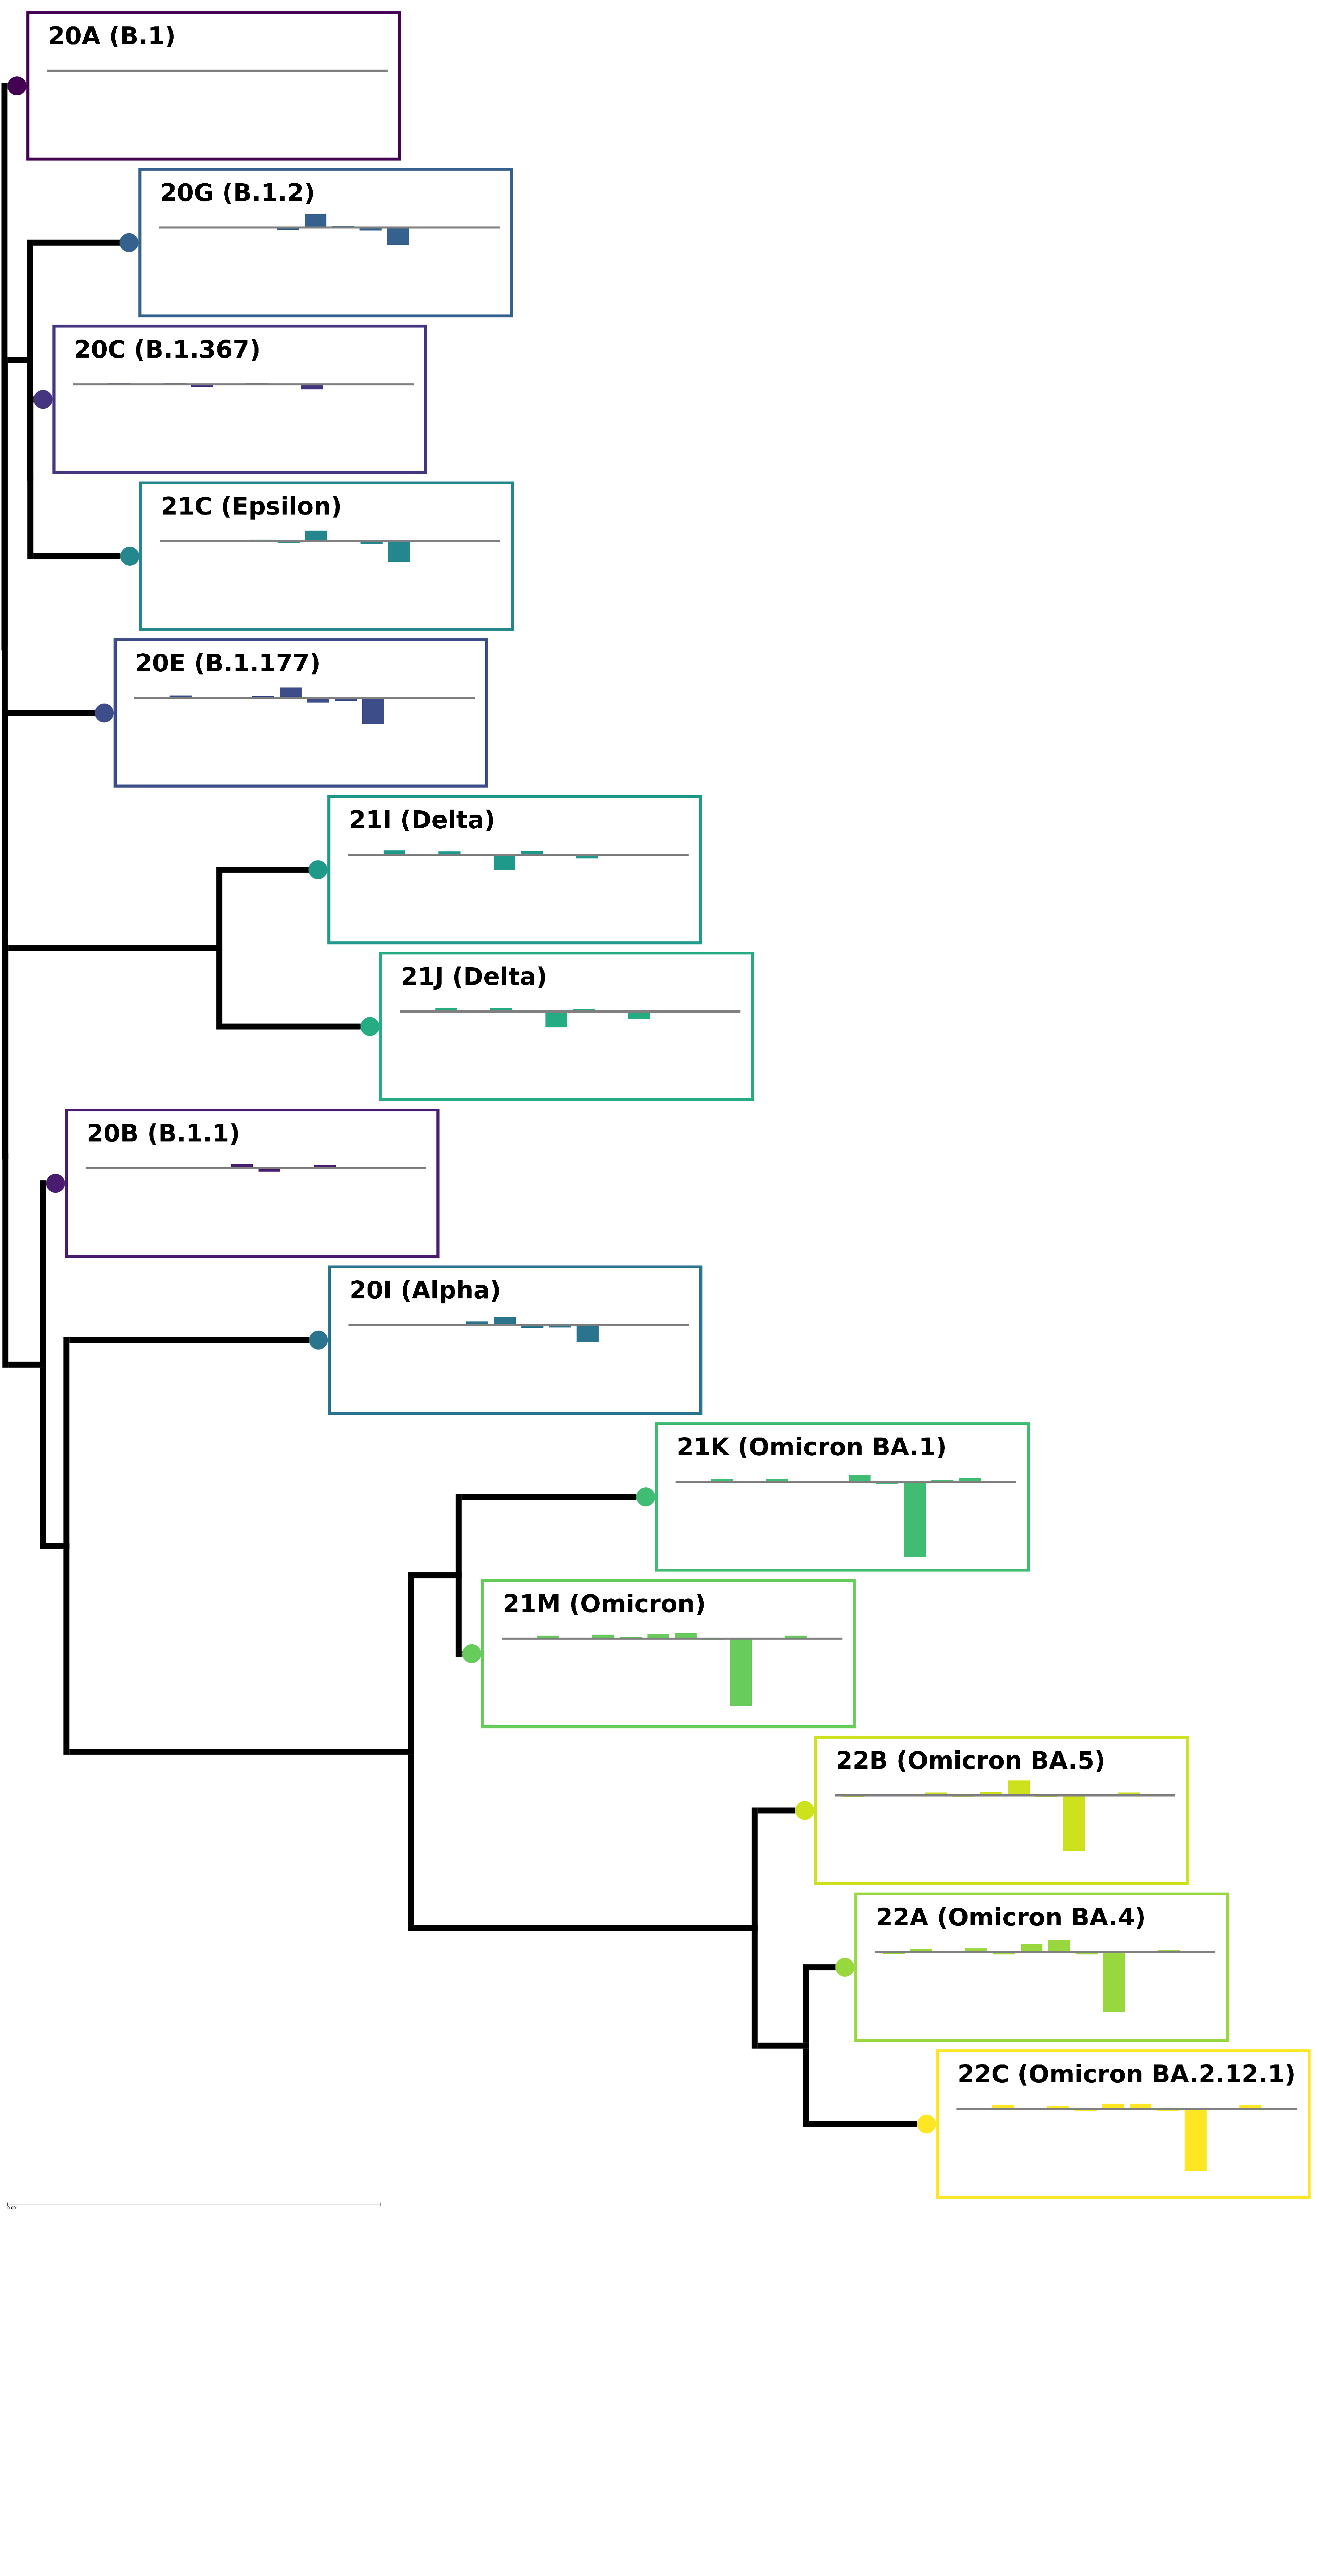 20A (B.1)
20G (B.1.2)
20C (B.1.367)
21C (Epsilon)
20E (B.1.177)
21I (Delta)
21J (Delta)
20B (B.1.1)
20I (Alpha)
21K (Omicron BA.1)
21M (Omicron)
22B (Omicron BA.5)
22A (Omicron BA.4)
22C (Omicron BA.2.12.1)
0.001